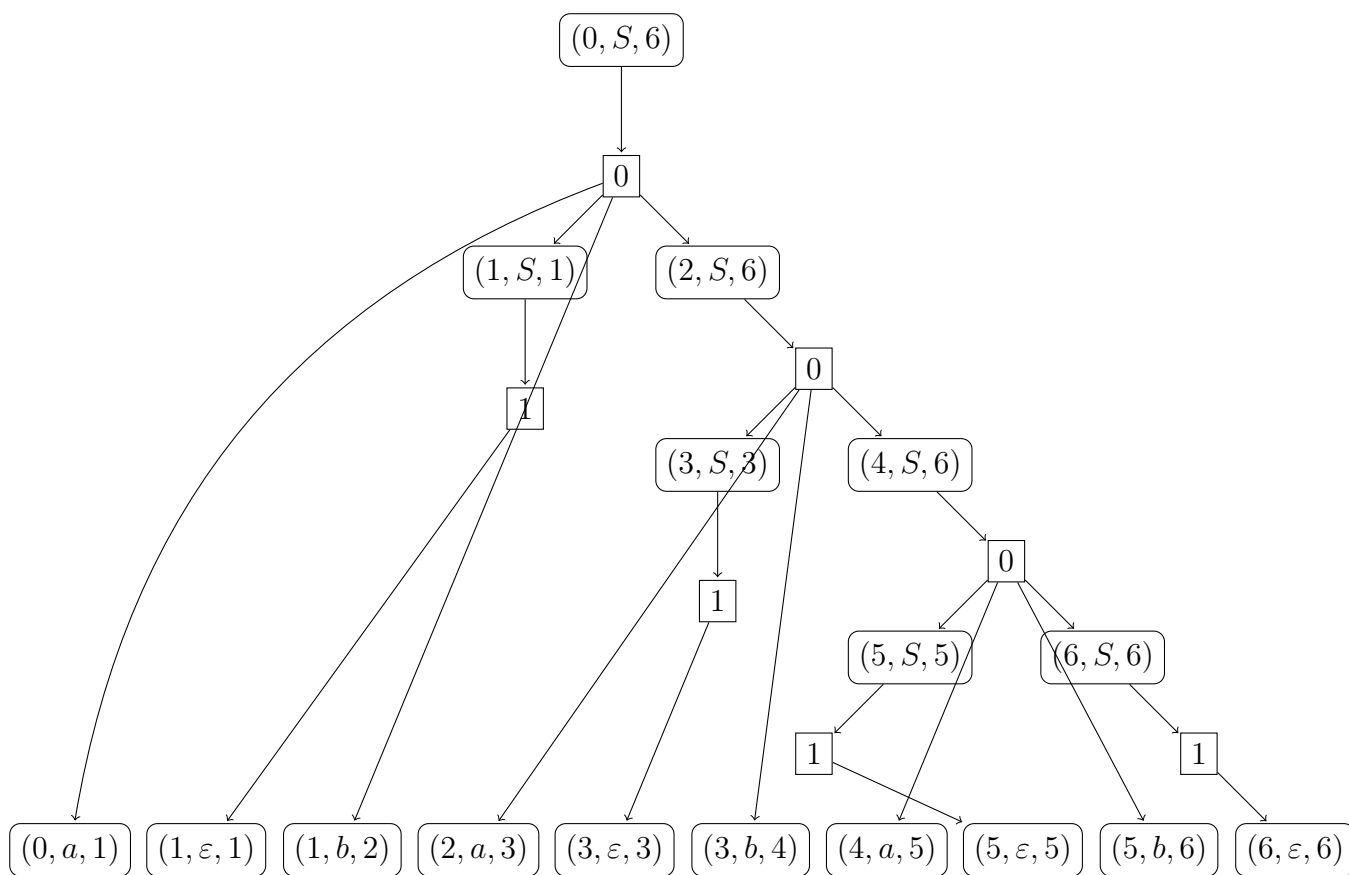 (0, S, 6)
0
(1, S, 1) (2, S, 6)
0
1
(3, S, 3) (4, S, 6)
0
1
(5, S, 5) (6, S, 6)
1 1
(0, a, 1) (1, ε, 1) (1, b, 2) (2, a, 3) (3, ε, 3) (3, b, 4) (4, a, 5) (5, ε, 5) (5, b, 6) (6, ε, 6)